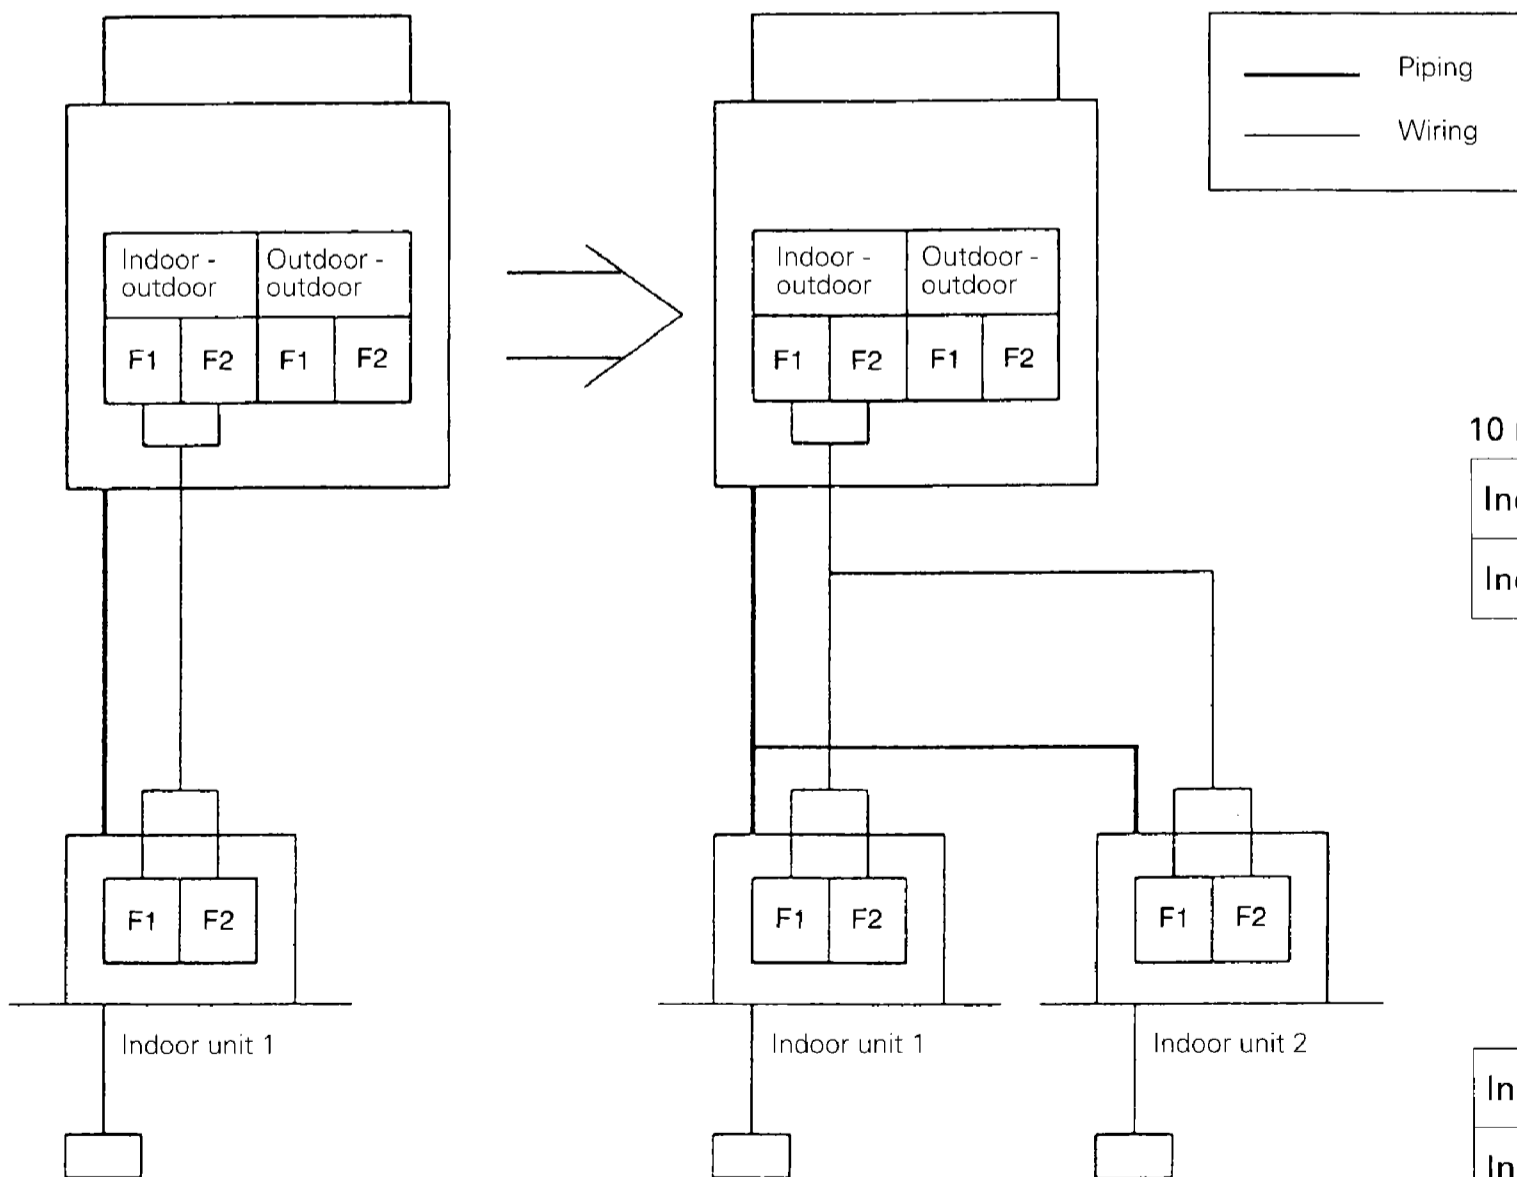 Piping
Wiring
Indoor -
outdoor
Outdoor -
outdoor
F1 F2 F1 F2
F1 F2
Indoor unit 1
Indoor -
outdoor
Outdoor -
outdoor
F1 F2 F1 F2
F1 F2
Indoor unit 1
F1 F2
Indoor unit 2
10